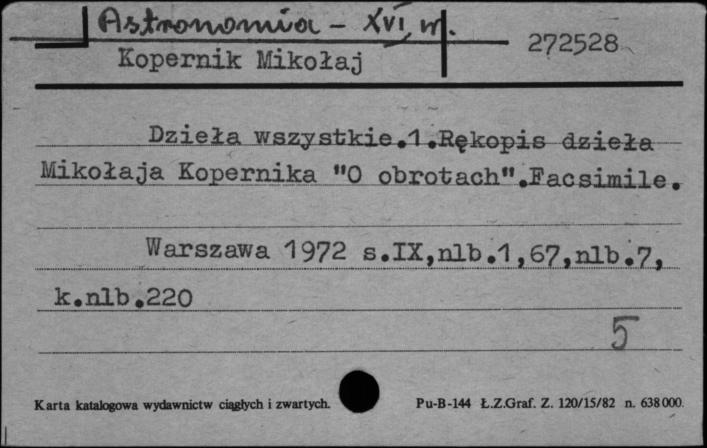 Astronomia - XVI w.
272528
Kopernik Mikołaj
Dzieła wszystkie.1.Rękopis dzieła
Mikołaja Kopernika "O obrotach".Facsimile.
Warszawa 1972 s.IX,nlb.1,67,nlb.7,
k.nlb.220
5
Karta katalogowa wydawnictw ciągłych i zwartych.
Pu-B-144 Ł.Z.Graf. Z. 120/15/82 n. 638000.